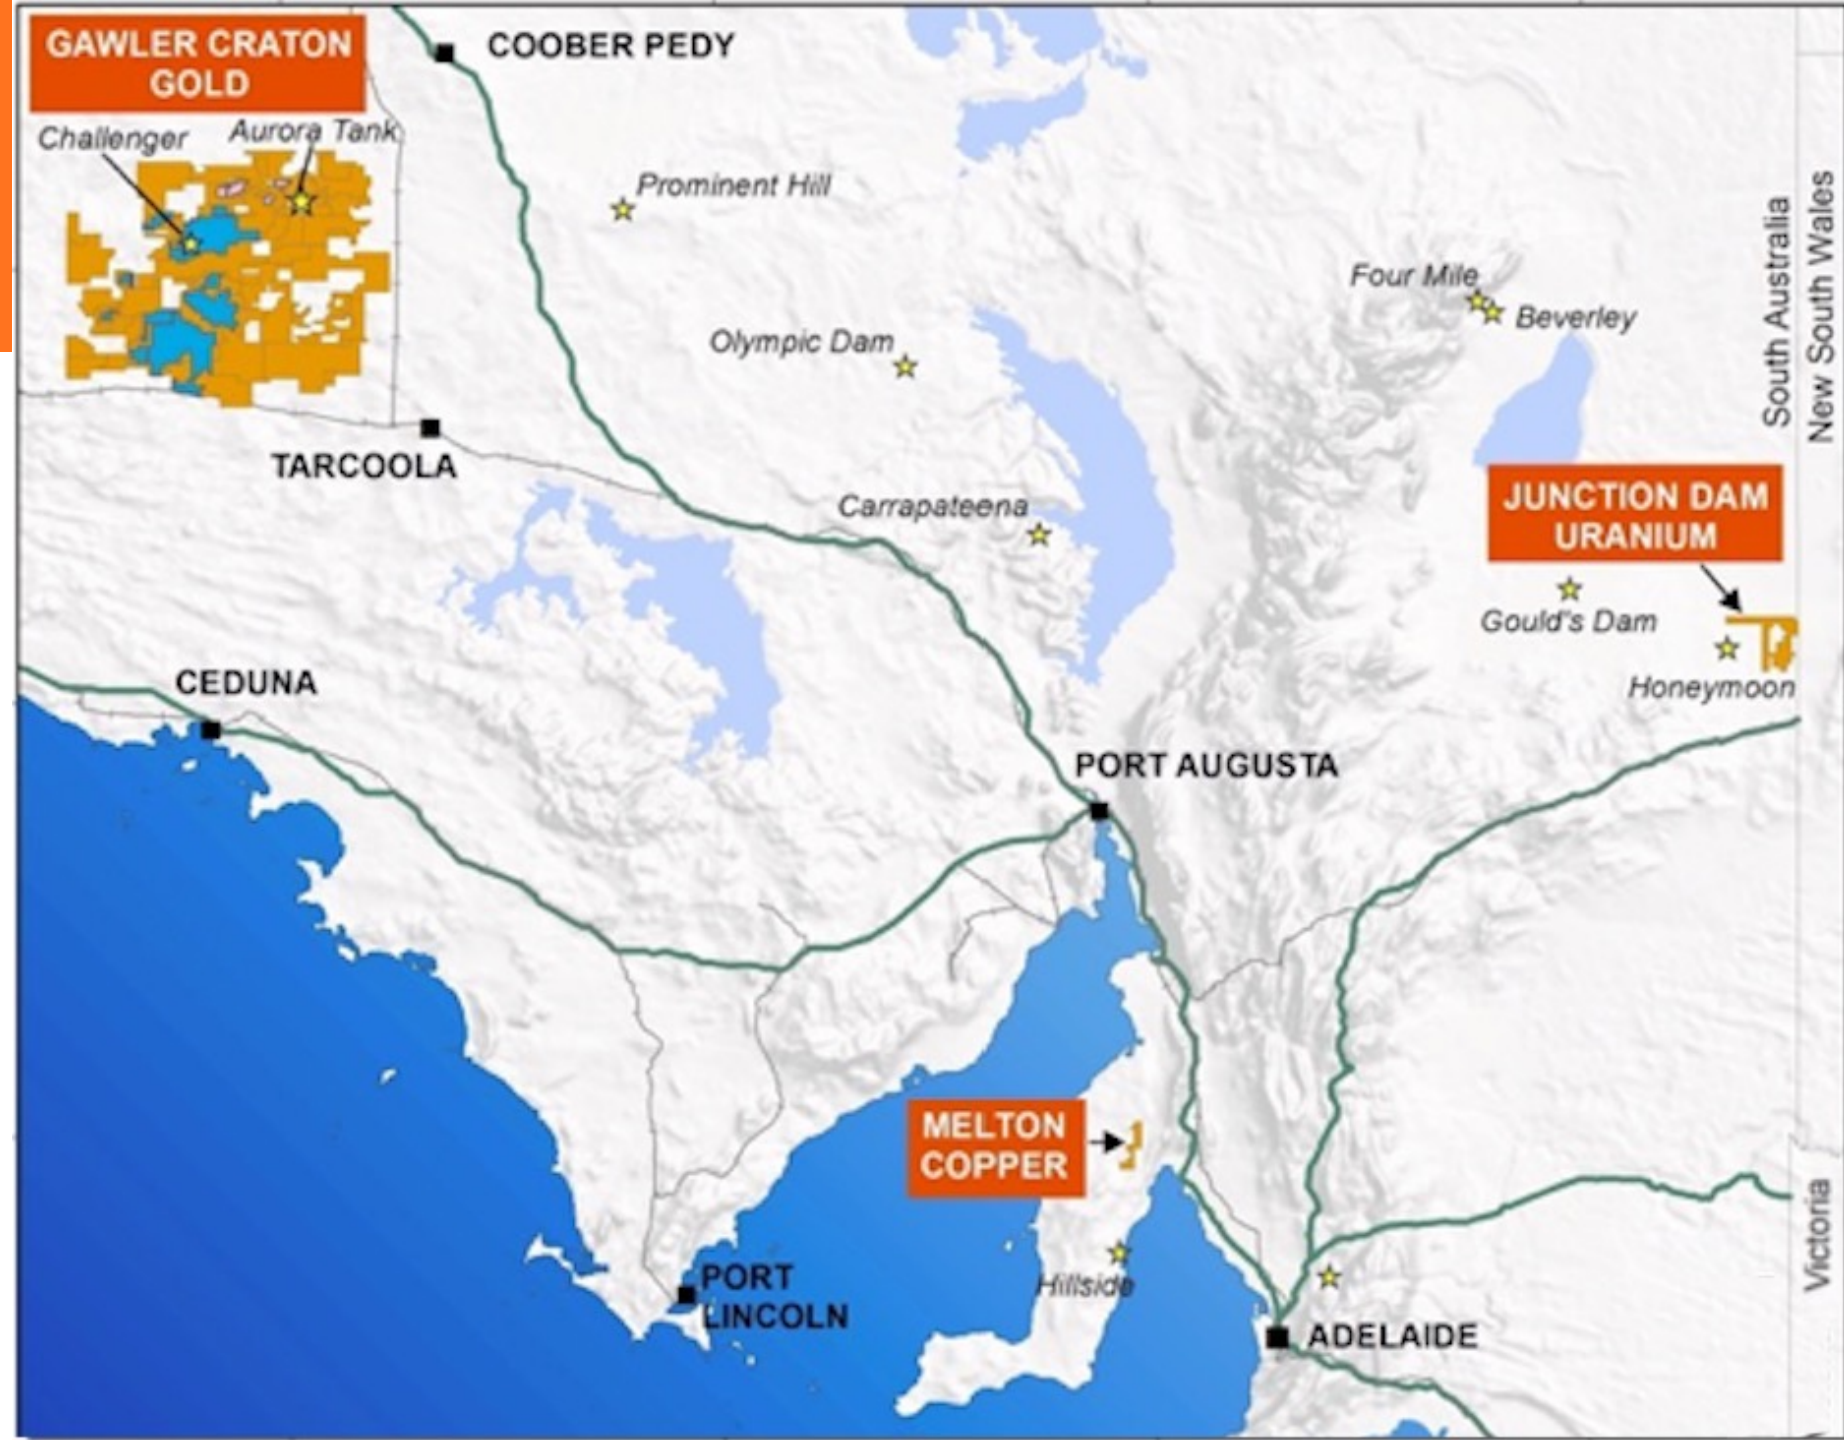 GAWLER CRATON
GOLD
COOBER PEDY
Challenger
Aurora Tank
Prominent Hill
Four Mile
Beverley
South Australia
New South Wales
Olympic Dam
TARCOOLA
Carrapateena
JUNCTION DAM
URANIUM
Gould's Dam
Honeymoon
CEDUNA
PORT AUGUSTA
MELTON
COPPER
Victoria
Hillside
PORT
LINCOLN
ADELAIDE